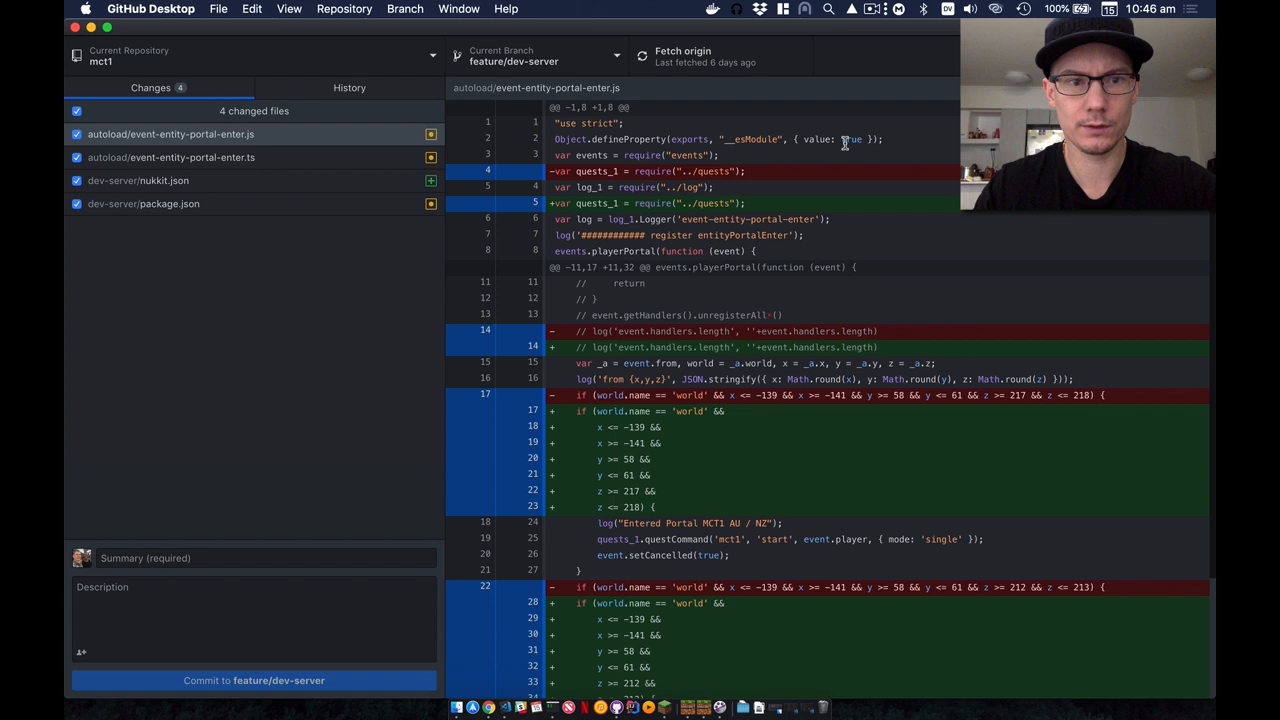 GitHub Desktop File Edit View Repository Branch Window Help 100% 15 10:46 am
Current Repository
mct1
Current Branch
feature/dev-server
Fetch origin
Last fetched 6 days ago
Changes 4 History
autoload/event-entity-portal-enter.js
4 changed files
autoload/event-entity-portal-enter.js
autoload/event-entity-portal-enter.ts
dev-server/nukkit.json
dev-server/package.json
Summary (required)
Description
Commit to feature/dev-server
@@ -1,8 +1,8 @@
1 1 "use strict";
2 2 Object.defineProperty(exports, "__esModule", { value: true });
3 3 var events = require("events");
4 -var quests_1 = require("../quests");
5 4 var log_1 = require("../log");
5 +var quests_1 = require("../quests");
6 6 var log = log_1.Logger('event-entity-portal-enter');
7 7 log('############ register entityPortalEnter');
8 8 events.playerPortal(function (event) {
@@ -11,17 +11,32 @@ events.playerPortal(function (event) {
11 11 // return
12 12 // }
13 13 // event.getHandlers().unregisterAll*()
14 - // log('event.handlers.length', ''+event.handlers.length)
14 + // log('event.handlers.length', ''+event.handlers.length)
15 15 var _a = event.from, world = _a.world, x = _a.x, y = _a.y, z = _a.z;
16 16 log('from {x,y,z}', JSON.stringify({ x: Math.round(x), y: Math.round(y), z: Math.round(z) }));
17 - if (world.name == 'world' && x <= -139 && x >= -141 && y >= 58 && y <= 61 && z >= 217 && z <= 218) {
17 + if (world.name == 'world' &&
18 + x <= -139 &&
19 + x >= -141 &&
20 + y >= 58 &&
21 + y <= 61 &&
22 + z >= 217 &&
23 + z <= 218) {
18 24 log("Entered Portal MCT1 AU / NZ");
19 25 quests_1.questCommand('mct1', 'start', event.player, { mode: 'single' });
20 26 event.setCancelled(true);
21 27 }
22 - if (world.name == 'world' && x <= -139 && x >= -141 && y >= 58 && y <= 61 && z >= 212 && z <= 213) {
28 + if (world.name == 'world' &&
29 + x <= -139 &&
30 + x >= -141 &&
31 + y >= 58 &&
32 + y <= 61 &&
33 + z >= 212 &&